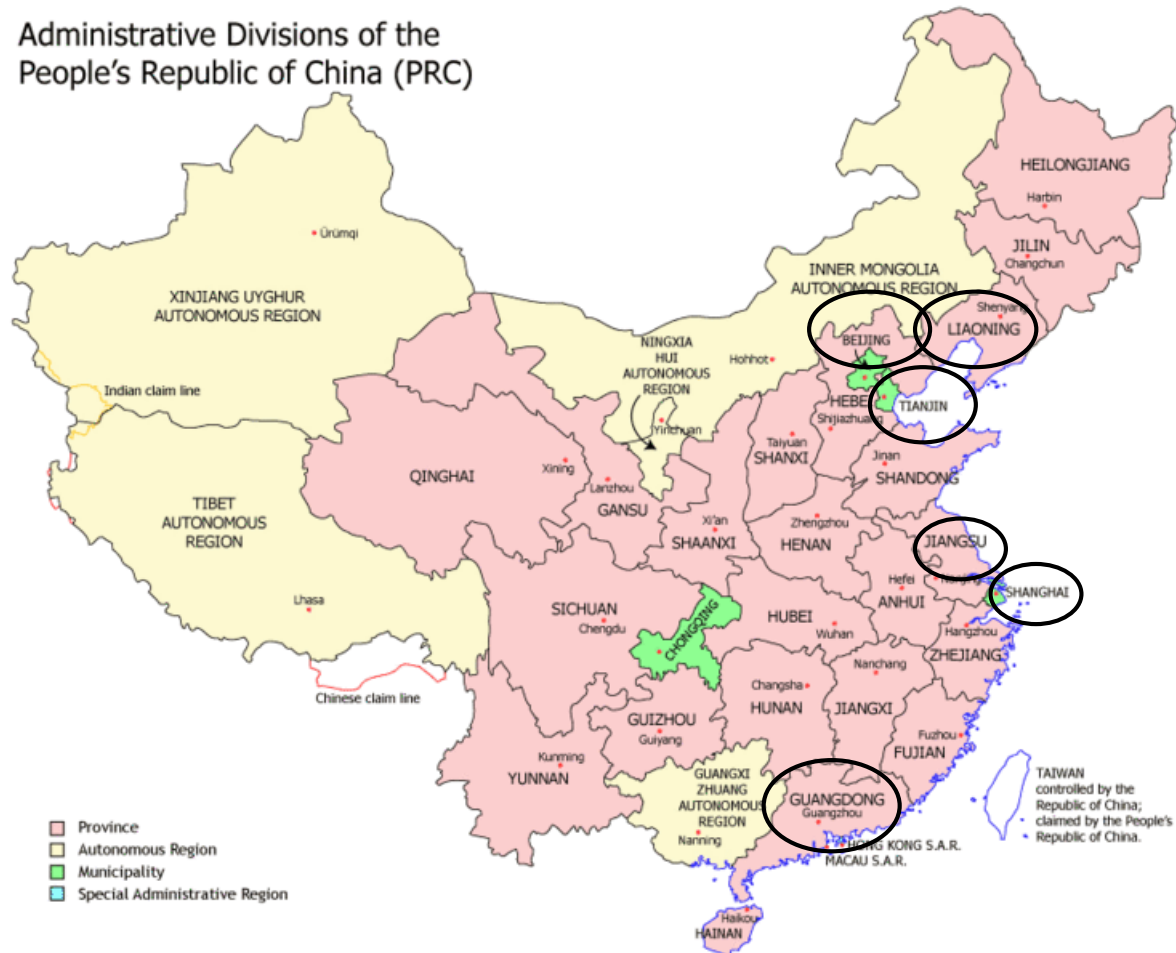 Administrative Divisions of the
People's Republic of China (PRC)
HEILONGJIANG
Harbin
JILIN
Changchun
Ürümqi
XINJIANG UYGHUR
AUTONOMOUS REGION
INNER MONGOLIA
AUTONOMOUS REGION
Shenyang
LIAONING
BEIJING
NINGXIA
HUI
AUTONOMOUS
REGION
Hohhot
Indian claim line
HEBEI
TIANJIN
Shijiazhuang
Yinchuan
Taiyuan
SHANXI
Jinan
SHANDONG
QINGHAI
Xining
Lanzhou
GANSU
TIBET
AUTONOMOUS
REGION
Xi'an
SHAANXI
Zhengzhou
HENAN
JIANGSU
Nanjing
Hefei
ANHUI
SHANGHAI
Lhasa
SICHUAN
Chengdu
CHONGQING
HUBEI
Wuhan
Hangzhou
ZHEJIANG
Chinese claim line
Nanchang
Changsha
HUNAN
JIANGXI
GUIZHOU
Guiyang
Fuzhou
FUJIAN
Kunming
YUNNAN
GUANGXI
ZHUANG
AUTONOMOUS
REGION
Nanning
GUANGDONG
Guangzhou
TAIWAN
controlled by the
Republic of China;
claimed by the People's
Republic of China.
HONG KONG S.A.R.
MACAU S.A.R.
Haikou
HAINAN
Province
Autonomous Region
Municipality
Special Administrative Region